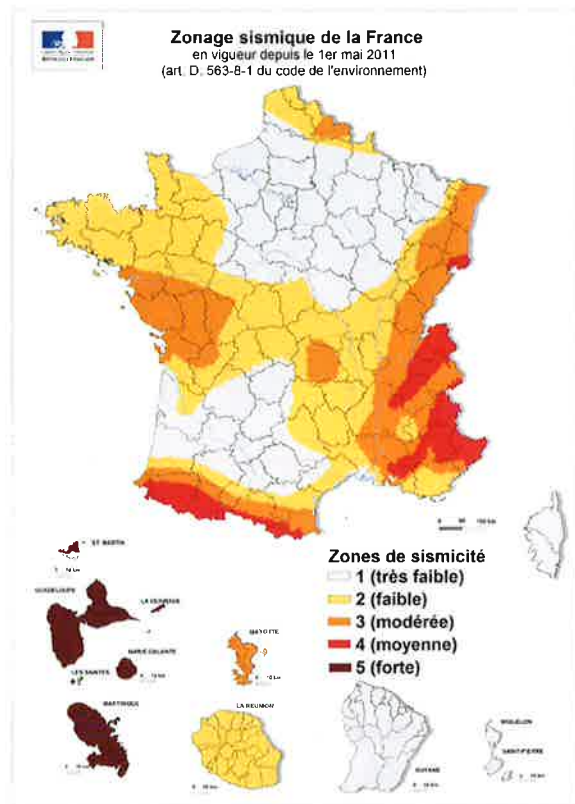 Zonage sismique de la France
en vigueur depuis le 1er mai 2011
(art. D. 563-8-1 du code de l'environnement)
Zones de sismicité
1 (très faible)
2 (faible)
3 (modérée)
4 (moyenne)
5 (forte)
ST BARTH
GUADELOUPE
MARIE GALANTE
LES SAINTES
MAYOTTE
MARTINIQUE
LA REUNION
GUYANE
MIQUELON
SAINT-PIERRE